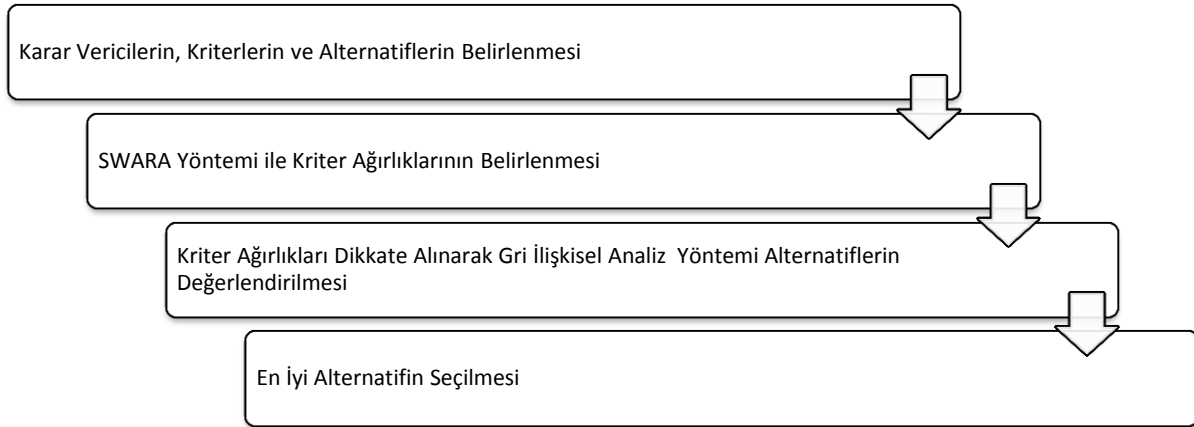 Karar Vericilerin, Kriterlerin ve Alternatiflerin Belirlenmesi
SWARA Yöntemi ile Kriter Ağırlıklarının Belirlenmesi
Kriter Ağırlıkları Dikkate Alınarak Gri İlişkisel Analiz  Yöntemi Alternatiflerin
Değerlendirilmesi
En İyi Alternatifin Seçilmesi